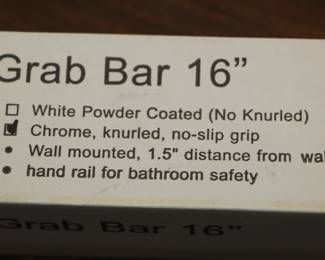 Grab Bar 16”
☐ White Powder Coated (No Knurled)
☑ Chrome, knurled, no-slip grip
• Wall mounted, 1.5" distance from
• hand rail for bathroom safety
Grab Bar 16"